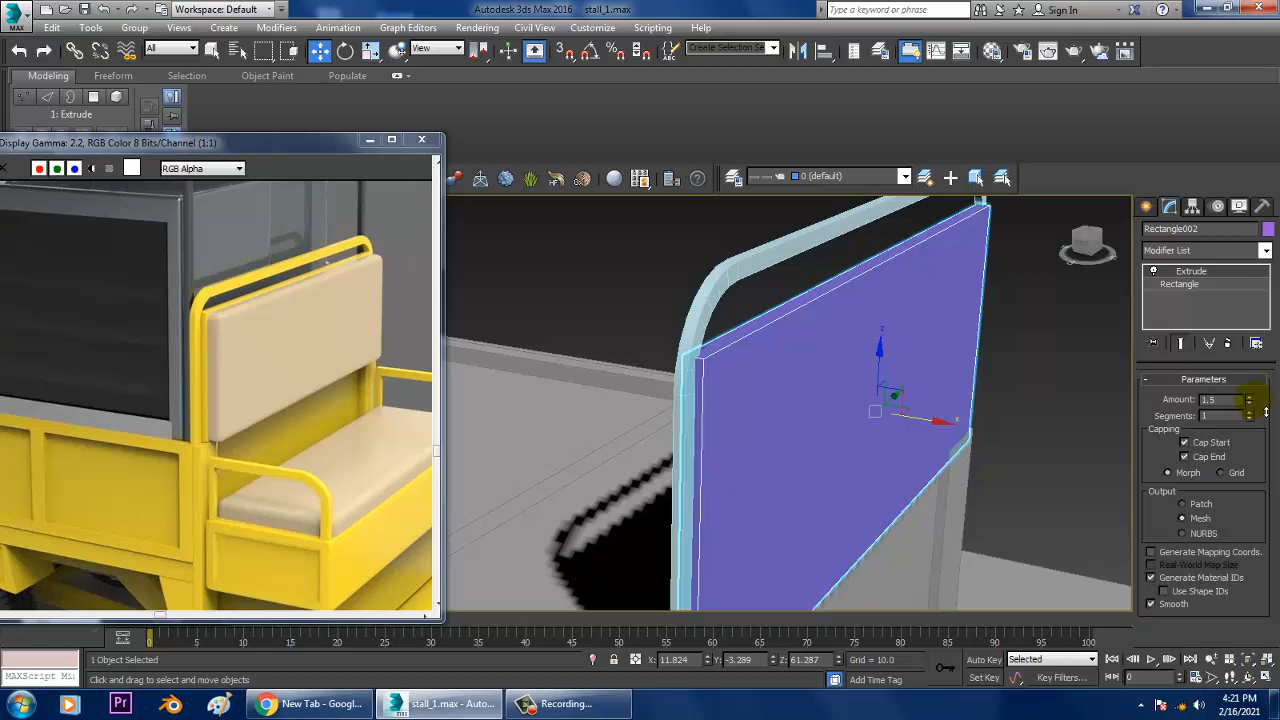 Workspace: Default
Autodesk 3ds Max 2016 stall_1.max
Type a keyword or phrase
Sign In
MAX
Edit Tools Group Views Create Modifiers Animation Graph Editors Rendering Civil View Customize Scripting Help
All
View
Create Selection Se
Modeling Freeform Selection Object Paint Populate
1: Extrude
Display Gamma: 2.2, RGB Color 8 Bits/Channel (1:1)
RGB Alpha
0 (default)
Rectangle002
Modifier List
Extrude
Rectangle
Parameters
Amount: 1.5
Segments: 1
Capping
Cap Start
Cap End
Morph Grid
Output
Patch
Mesh
NURBS
Generate Mapping Coords.
Real-World Map Size
Generate Material IDs
Use Shape IDs
Smooth
z
x
0 5 10 15 20 25 30 35 40 45 50 55 60 65 70 75 80 85 90 95 100
1 Object Selected
X: 11.824 Y: -3.289 Z: 61.287 Grid = 10.0
Auto Key Selected
MAXScript Mi
Click and drag to select and move objects
Add Time Tag
Set Key Key Filters...
0
New Tab - Googl...
stall_1.max - Auto...
Recording...
4:21 PM
2/16/2021